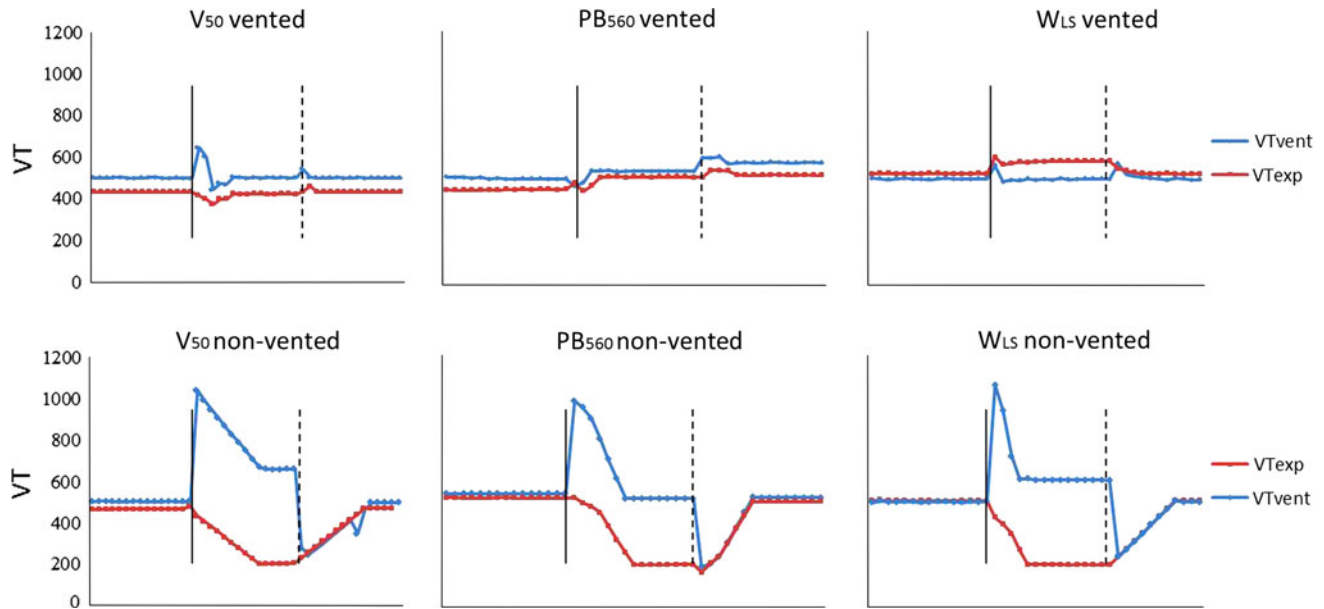 V50 vented
PB560 vented
WLS vented
1200
1000
800
600
400
200
0
VT
VTvent
VTexp
V50 non-vented
PB560 non-vented
WLS non-vented
1200
1000
800
600
400
200
0
VT
VTexp
VTvent